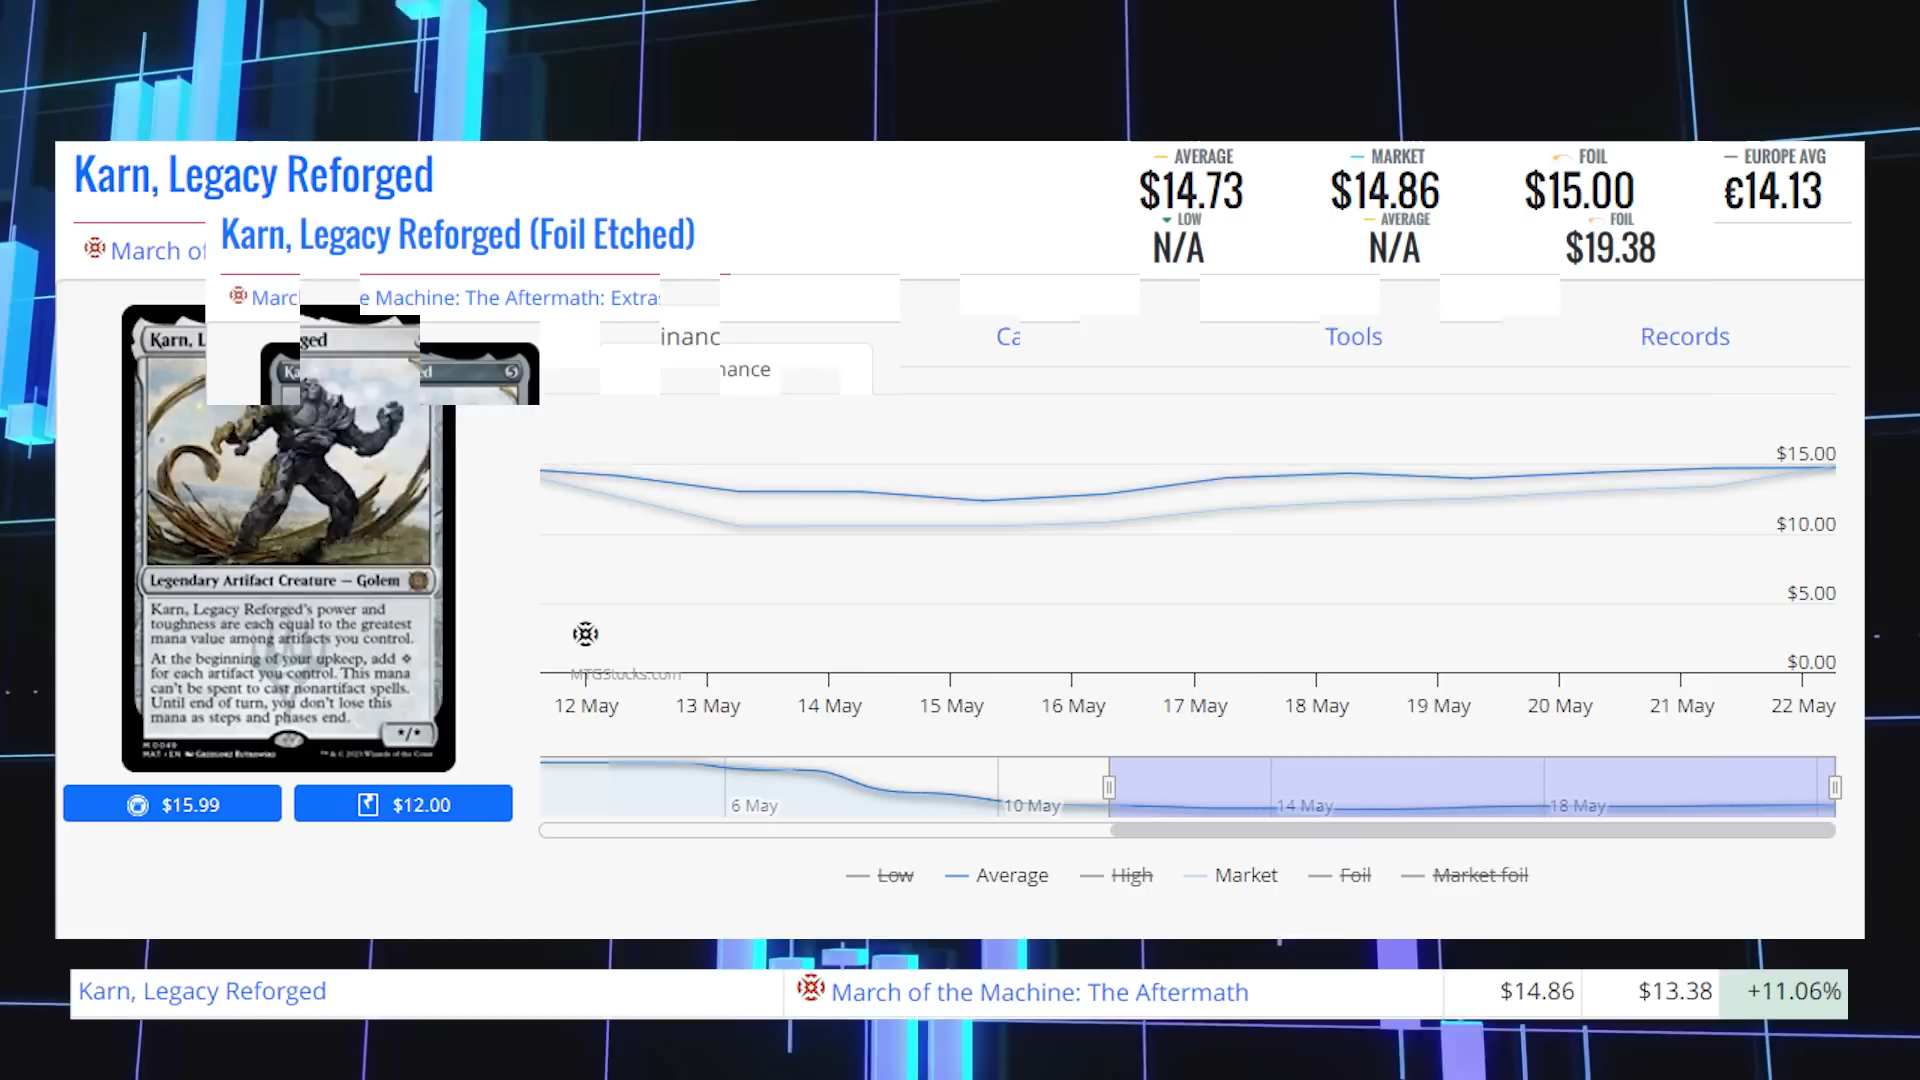 Karn, Legacy Reforged
AVERAGE
$14.73
MARKET
$14.86
FOIL
$15.00
EUROPE AVG
€14.13
Karn, Legacy Reforged (Foil Etched)
LOW
N/A
AVERAGE
N/A
FOIL
$19.38
March of
Marc
e Machine: The Aftermath: Extras
inanc
Ca
Tools
Records
nance
Karn, L
ged
Ka
d
5
Legendary Artifact Creature — Golem
Karn, Legacy Reforged's power and
toughness are each equal to the greatest
mana value among artifacts you control.
At the beginning of your upkeep, add
for each artifact you control. This mana
can't be spent to cast nonartifact spells.
Until end of turn, you don't lose this
mana as steps and phases end.
*/*
M 0049
MAT • EN
$15.99
$12.00
$15.00
$10.00
$5.00
$0.00
MTGStocks.com
12 May
13 May
14 May
15 May
16 May
17 May
18 May
19 May
20 May
21 May
22 May
6 May
10 May
14 May
18 May
Low
Average
High
Market
Foil
Market foil
Karn, Legacy Reforged
March of the Machine: The Aftermath
$14.86
$13.38
+11.06%